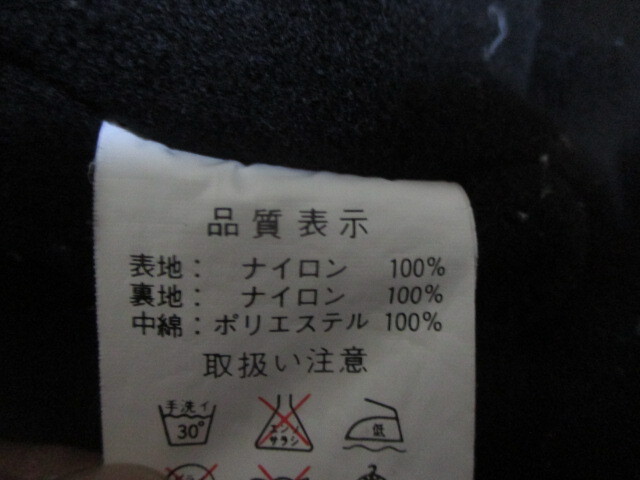 品質表示
表地: ナイロン 100%
裏地: ナイロン 100%
中綿: ポリエステル 100%
取扱い注意
手洗イ エンソ 低
30° サラシ